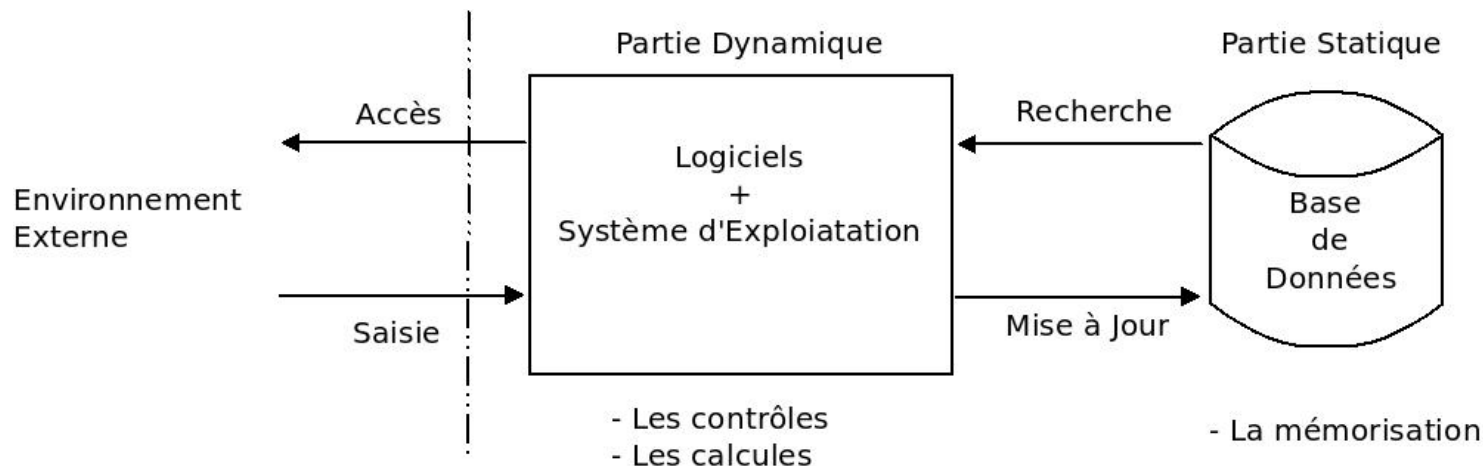 Partie Dynamique
Partie Statique
Accès
Recherche
Environnement
Externe
Logiciels
+
Système d'Exploiatation
Base
de
Données
Saisie
Mise à Jour
- Les contrôles
- Les calcules
- La mémorisation